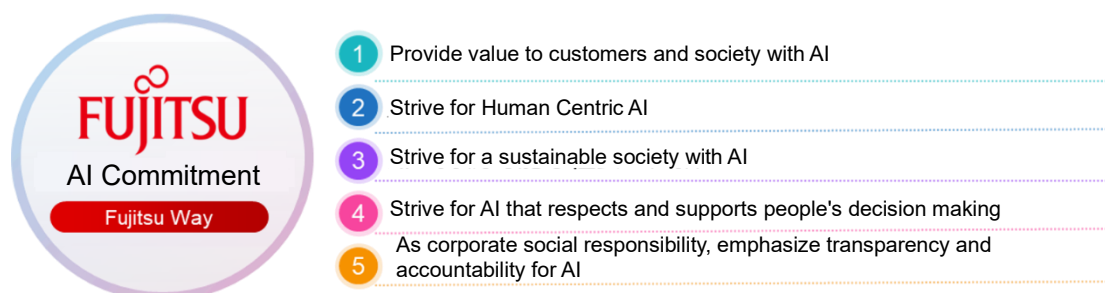 FUJITSU
AI Commitment
Fujitsu Way
1 Provide value to customers and society with AI
2 Strive for Human Centric AI
3 Strive for a sustainable society with AI
4 Strive for AI that respects and supports people's decision making
5 As corporate social responsibility, emphasize transparency and
accountability for AI